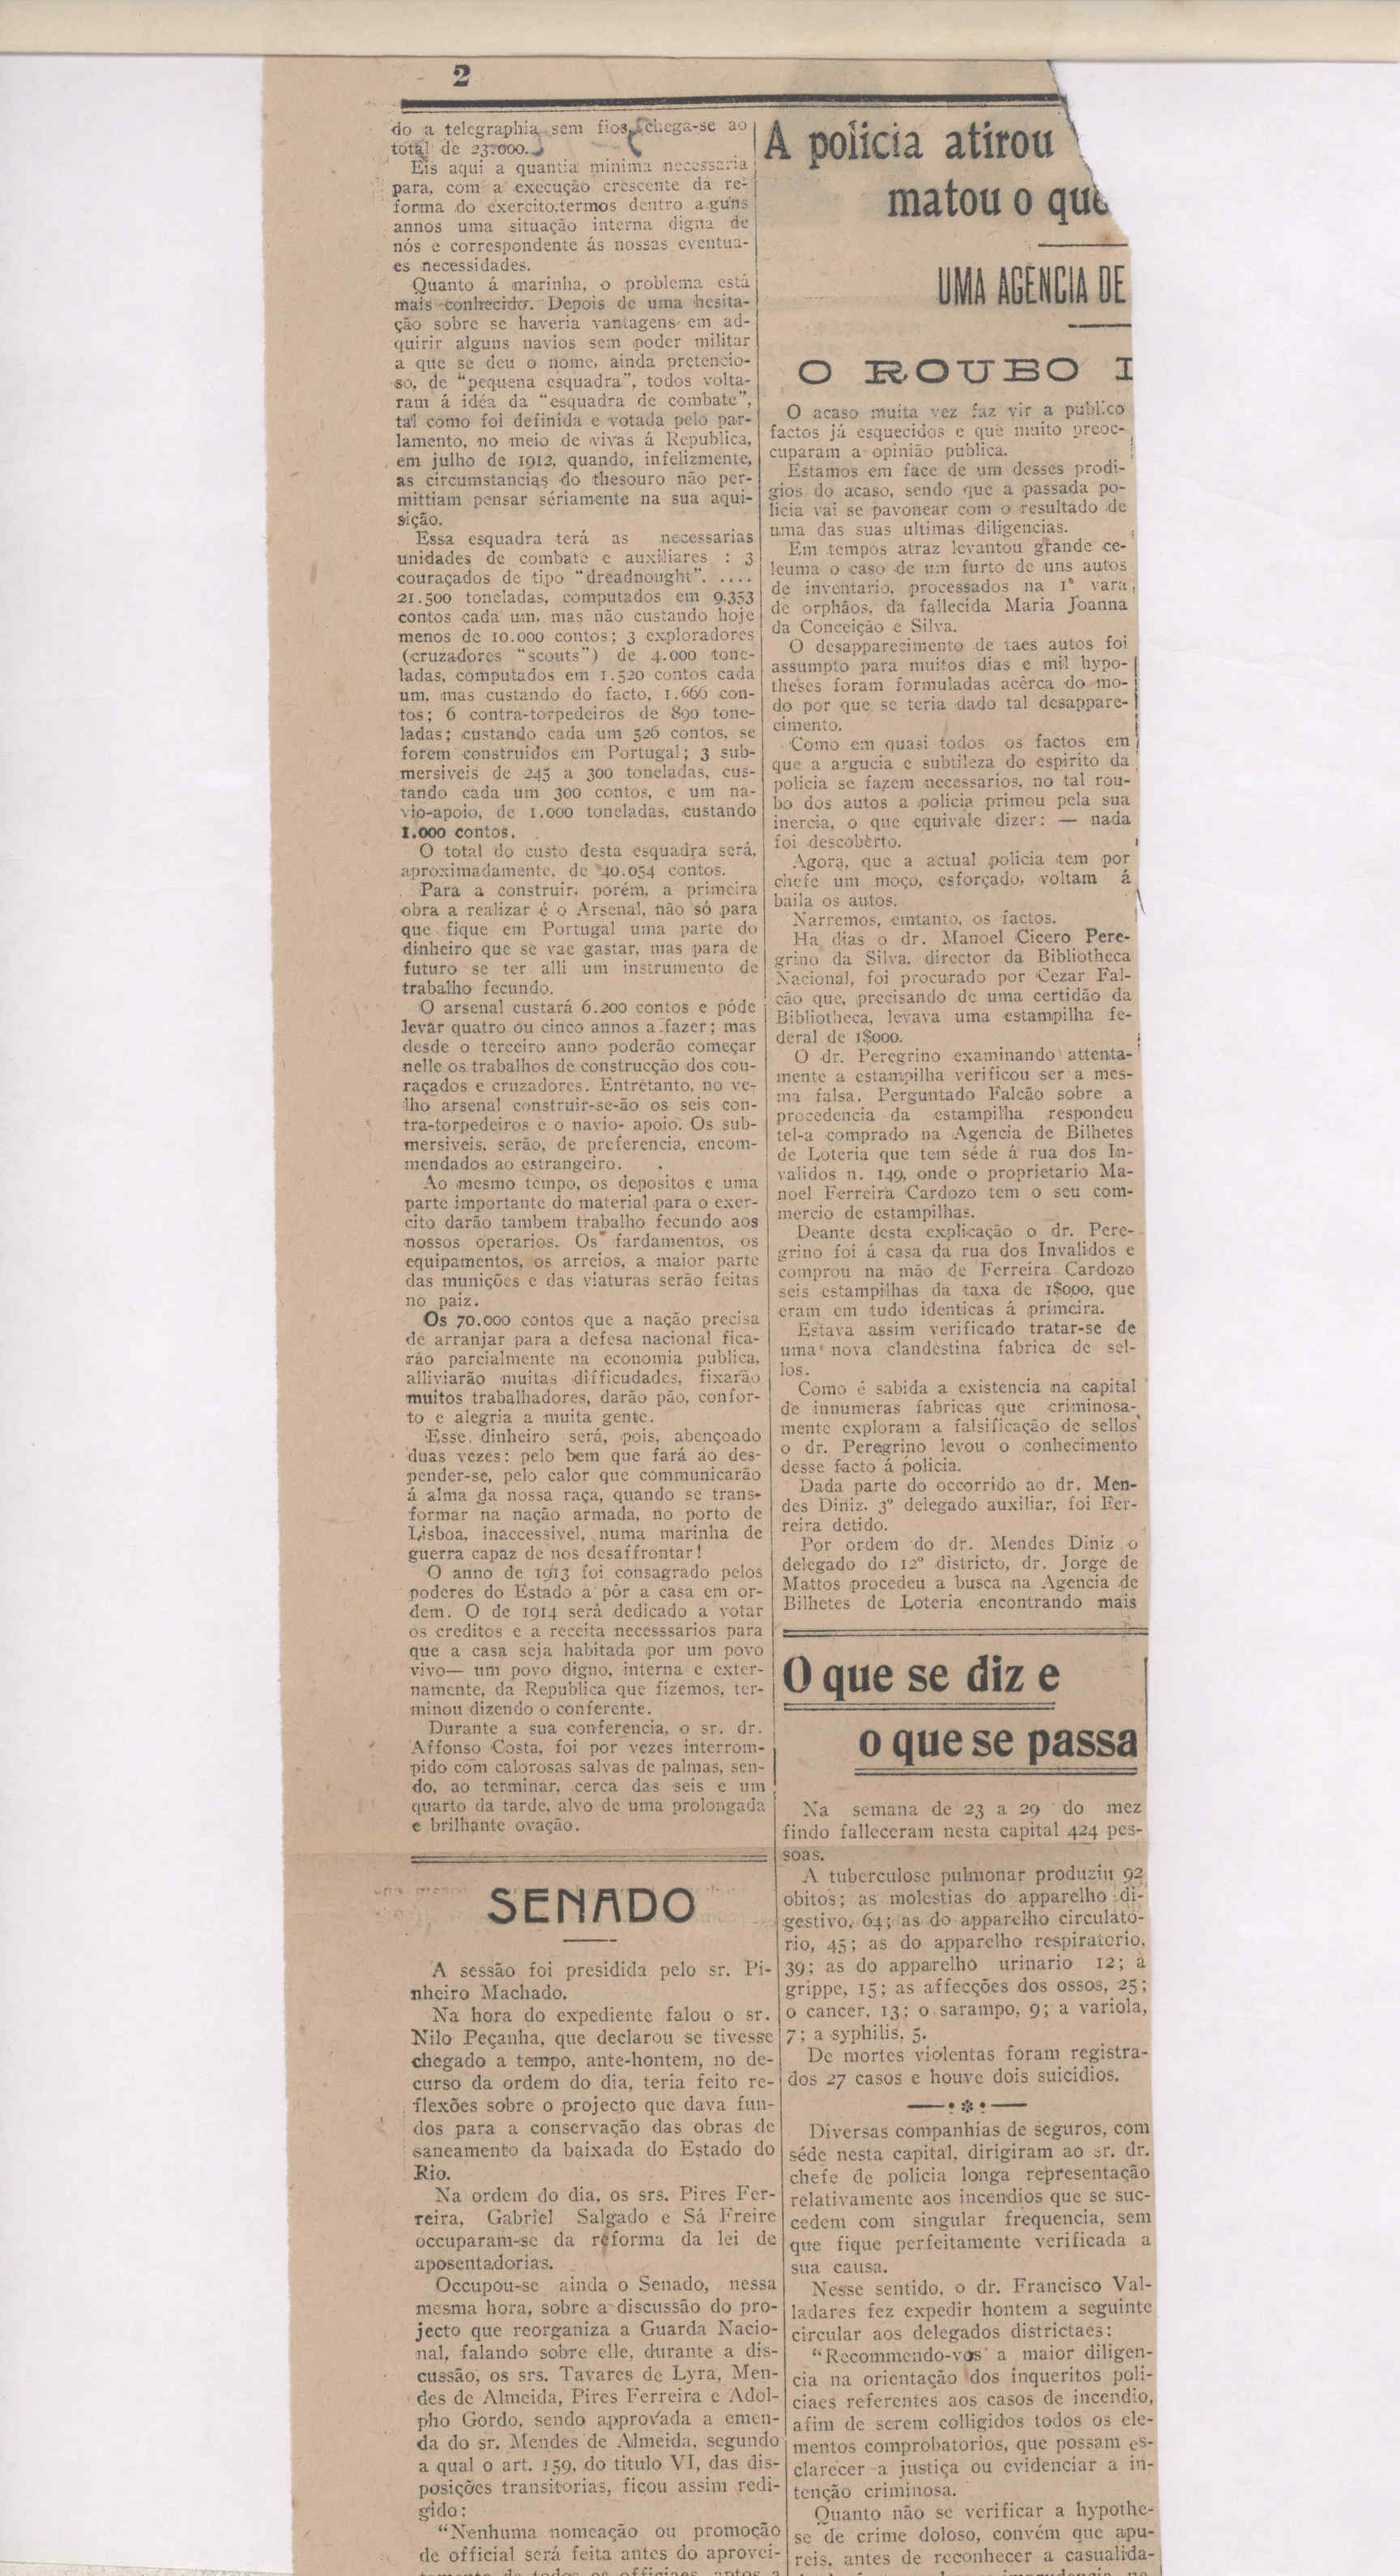 2
do a telegraphia sem fios, chega-se ao
total de 23.000.
Eis aqui a quantia minima necessaria
para, com a execução crescente da re-
forma do exercito,termos dentro alguns
annos uma situação interna digna de
nós e correspondente ás nossas eventua-
es necessidades.
Quanto á marinha, o problema está
mais conhecido. Depois de uma hesita-
ção sobre se haveria vantagens em ad-
quirir alguns navios sem poder militar
a que se deu o nome, ainda pretencio-
so, de "pequena esquadra", todos volta-
ram á idéa da "esquadra de combate",
tal como foi definida e votada pelo par-
lamento, no meio de vivas á Republica,
em julho de 1912, quando, infelizmente,
as circumstancias do thesouro não per-
mittiam pensar sériamente na sua aqui-
sição.
Essa esquadra terá as necessarias
unidades de combate e auxiliares : 3
couraçados de tipo "dreadnought", ....
21.500 toneladas, computados em 9.353
contos cada um, mas não custando hoje
menos de 10.000 contos; 3 exploradores
(cruzadores "scouts") de 4.000 tone-
ladas, computados em 1.520 contos cada
um, mas custando do facto, 1.666 con-
tos; 6 contra-torpedeiros de 890 tone-
ladas; custando cada um 526 contos, se
forem construidos em Portugal; 3 sub-
mersiveis de 245 a 300 toneladas, cus-
tando cada um 300 contos, e um na-
vio-apoio, de 1.000 toneladas, custando
1.000 contos.
O total do custo desta esquadra será,
aproximadamente, de 40.054 contos.
Para a construir, porém, a primeira
obra a realizar é o Arsenal, não só para
que fique em Portugal uma parte do
dinheiro que se vae gastar, mas para de
futuro se ter alli um instrumento de
trabalho fecundo.
O arsenal custará 6.200 contos e póde
levar quatro ou cinco annos a fazer; mas
desde o terceiro anno poderão começar
nelle os trabalhos de construcção dos cou-
raçados e cruzadores. Entretanto, no ve-
lho arsenal construir-se-ão os seis con-
tra-torpedeiros e o navio- apoio. Os sub-
mersiveis, serão, de preferencia, encom-
mendados ao estrangeiro.
Ao mesmo tempo, os depositos e uma
parte importante do material para o exer-
cito darão tambem trabalho fecundo aos
nossos operarios. Os fardamentos, os
equipamentos, os arreios, a maior parte
das munições e das viaturas serão feitas
no paiz.
Os 70.000 contos que a nação precisa
de arranjar para a defesa nacional fica-
rão parcialmente na economia publica,
alliviarão muitas difficudades, fixarão
muitos trabalhadores, darão pão, confor-
to e alegria a muita gente.
Esse dinheiro será, pois, abençoado
duas vezes: pelo bem que fará ao des-
pender-se, pelo calor que communicarão
á alma da nossa raça, quando se trans-
formar na nação armada, no porto de
Lisboa, inaccessivel, numa marinha de
guerra capaz de nos desaffrontar!
O anno de 1913 foi consagrado pelos
poderes do Estado a pôr a casa em or-
dem. O de 1914 será dedicado a votar
os creditos e a receita necesssarios para
que a casa seja habitada por um povo
vivo— um povo digno, interna e exter-
namente, da Republica que fizemos, ter-
minou dizendo o conferente.
Durante a sua conferencia, o sr. dr.
Affonso Costa, foi por vezes interrom-
pido com calorosas salvas de palmas, sen-
do, ao terminar, cerca das seis e um
quarto da tarde, alvo de uma prolongada
e brilhante ovação.
SENADO
A sessão foi presidida pelo sr. Pi-
nheiro Machado.
Na hora do expediente falou o sr.
Nilo Peçanha, que declarou se tivesse
chegado a tempo, ante-hontem, no de-
curso da ordem do dia, teria feito re-
flexões sobre o projecto que dava fun-
dos para a conservação das obras de
saneamento da baixada do Estado do
Rio.
Na ordem do dia, os srs. Pires Fer-
reira, Gabriel Salgado e Sá Freire
occuparam-se da reforma da lei de
aposentadorias.
Occupou-se ainda o Senado, nessa
mesma hora, sobre a discussão do pro-
jecto que reorganiza a Guarda Nacio-
nal, falando sobre elle, durante a dis-
cussão, os srs. Tavares de Lyra, Men-
des de Almeida, Pires Ferreira e Adol-
pho Gordo, sendo approvada a emen-
da do sr. Mendes de Almeida, segundo
a qual o art. 159, do titulo VI, das dis-
posições transitorias, ficou assim redi-
gido:
"Nenhuma nomeação ou promoção
de official será feita antes do aprovei-
A policia atirou
matou o que
UMA AGENCIA DE
O ROUBO
O acaso muita vez faz vir a publico
factos já esquecidos e que muito preoc-
cuparam a opinião publica.
Estamos em face de um desses prodi-
gios do acaso, sendo que a passada po-
licia vai se pavonear com o resultado de
uma das suas ultimas diligencias.
Em tempos atraz levantou grande ce-
leuma o caso de um furto de uns autos
de inventario, processados na 1ª vara
de orphãos, da fallecida Maria Joanna
da Conceição e Silva.
O desapparecimento de taes autos foi
assumpto para muitos dias e mil hypo-
theses foram formuladas acêrca do mo-
do por que se teria dado tal desappare-
cimento.
Como em quasi todos os factos em
que a argucia e subtileza do espirito da
policia se fazem necessarios, no tal rou-
bo dos autos a policia primou pela sua
inercia, o que equivale dizer: — nada
foi descobérto.
Agora, que a actual policia tem por
chefe um moço, esforçado, voltam á
baila os autos.
Narremos, emtanto, os factos.
Há dias o dr. Manoel Cicero Pere-
grino da Silva, director da Bibliotheca
Nacional, foi procurado por Cezar Fal-
cão que, precisando de uma certidão da
Bibliotheca, levava uma estampilha fe-
deral de 1$000.
O dr. Peregrino examinando attenta-
mente a estampilha verificou ser a mes-
ma falsa. Perguntado Falcão sobre a
procedencia da estampilha respondeu
tel-a comprado na Agencia de Bilhetes
de Loteria que tem séde á rua dos In-
validos n. 149, onde o proprietario Ma-
noel Ferreira Cardozo tem o seu com-
mercio de estampilhas.
Deante desta explicação o dr. Pere-
grino foi á casa da rua dos Invalidos e
comprou na mão de Ferreira Cardozo
seis estampilhas da taxa de 1$000, que
eram em tudo identicas á primeira.
Estava assim verificado tratar-se de
uma nova clandestina fabrica de sel-
los.
Como é sabida a existencia na capital
de innumeras fabricas que criminosa-
mente exploram a falsificação de sellos
o dr. Peregrino levou o conhecimento
desse facto á policia.
Dada parte do occorrido ao dr. Men-
des Diniz, 3º delegado auxiliar, foi Fer-
reira detido.
Por ordem do dr. Mendes Diniz o
delegado do 12º districto, dr. Jorge de
Mattos procedeu a busca na Agencia de
Bilhetes de Loteria encontrando mais
O que se diz e
o que se passa
Na semana de 23 a 29 do mez
findo falleceram nesta capital 424 pes-
soas.
A tuberculose pulmonar produziu 92
obitos; as molestias do apparelho di-
gestivo, 64; as do apparelho circulato-
rio, 45; as do apparelho respiratorio,
39; as do apparelho urinario 12; a
grippe, 15; as affecções dos ossos, 25;
o cancer, 13; o sarampo, 9; a variola,
7; a syphilis, 5.
De mortes violentas foram registra-
dos 27 casos e houve dois suicidios.
Diversas companhias de seguros, com
séde nesta capital, dirigiram ao sr. dr.
chefe de policia longa representação
relativamente aos incendios que se suc-
cedem com singular frequencia, sem
que fique perfeitamente verificada a
sua causa.
Nesse sentido, o dr. Francisco Val-
ladares fez expedir hontem a seguinte
circular aos delegados districtaes:
"Recommendo-vos a maior diligen-
cia na orientação dos inqueritos poli-
ciaes referentes aos casos de incendio,
afim de serem colligidos todos os ele-
mentos comprobatorios, que possam es-
clarecer a justiça ou evidenciar a in-
tenção criminosa.
Quanto não se verificar a hypothe-
se de crime doloso, convém que apu-
reis, antes de reconhecer a casualida-